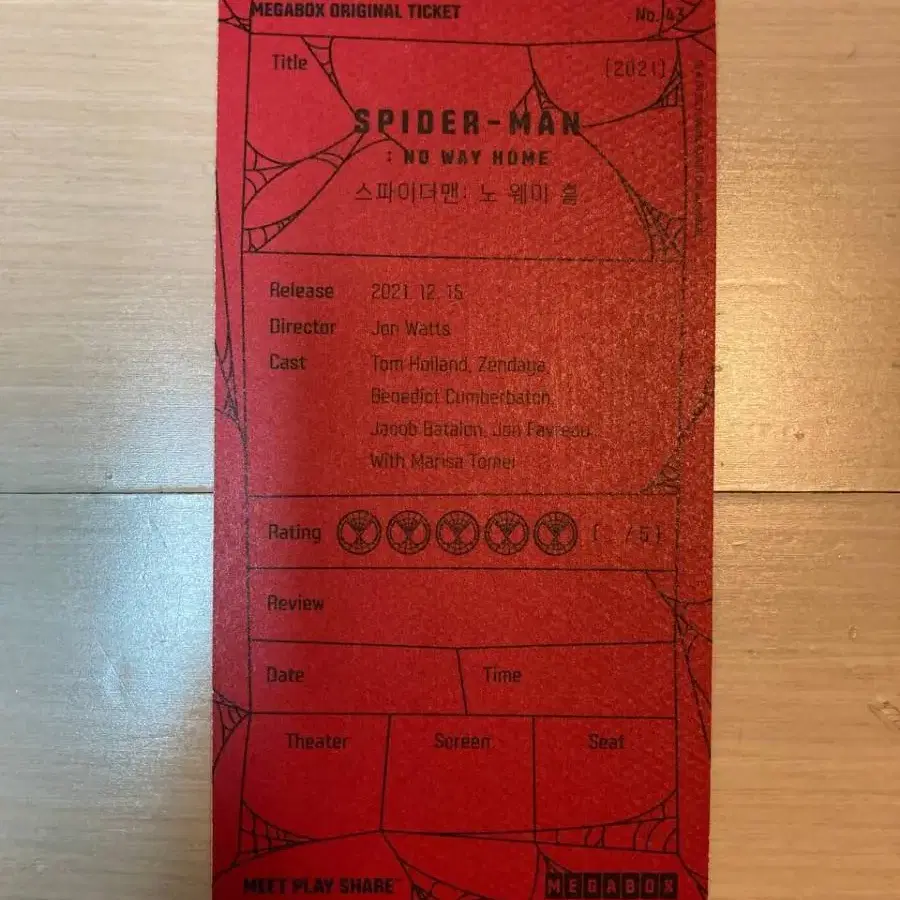 MEGABOX ORIGINAL TICKET No. 43
Title (2021)
SPIDER-MAN
: NO WAY HOME
스파이더맨: 노 웨이 홈
Release 2021. 12. 15
Director Jon Watts
Cast Tom Holland, Zendaya,
Benedict Cumberbatch,
Jacob Batalon, Jon Favreau
With Marisa Tomei
Rating ( /5)
Review
Date Time
Theater Screen Seat
MEET PLAY SHARE MEGABOX